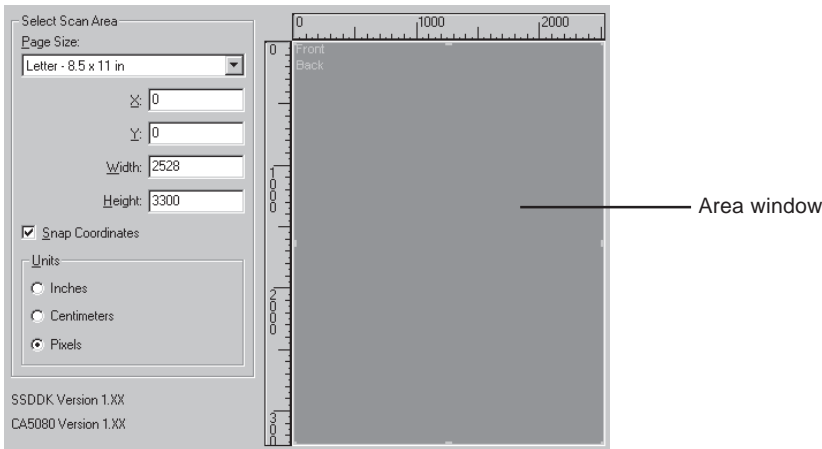 Select Scan Area
Page Size:
Letter - 8.5 x 11 in
X: 0
Y: 0
Width: 2528
Height: 3300
Snap Coordinates
Units
Inches
Centimeters
Pixels
SSDDK Version 1.XX
CA5080 Version 1.XX
0 1000 2000
0
1000
2000
300
Front
Back
Area window